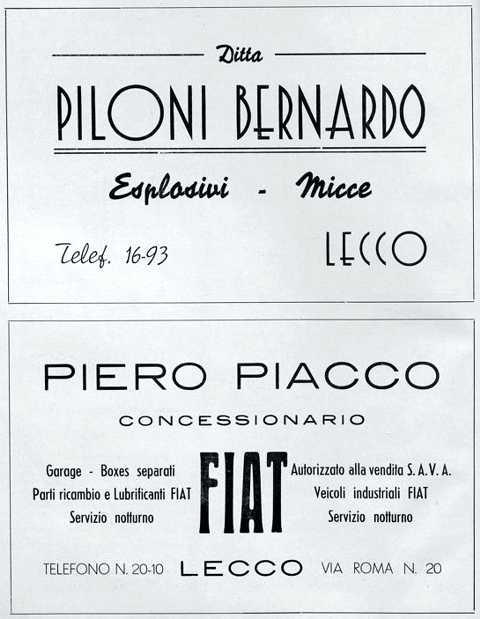 Ditta
PILONI BERNARDO
Esplosivi - Micce
Telef. 16-93
LECCO
PIERO PIACCO
CONCESSIONARIO
Garage - Boxes separati
Parti ricambio e Lubrificanti FIAT
Servizio notturno
FIAT
Autorizzato alla vendita S.A.V.A.
Veicoli industriali FIAT
Servizio notturno
TELEFONO N. 20-10 LECCO VIA ROMA N. 20